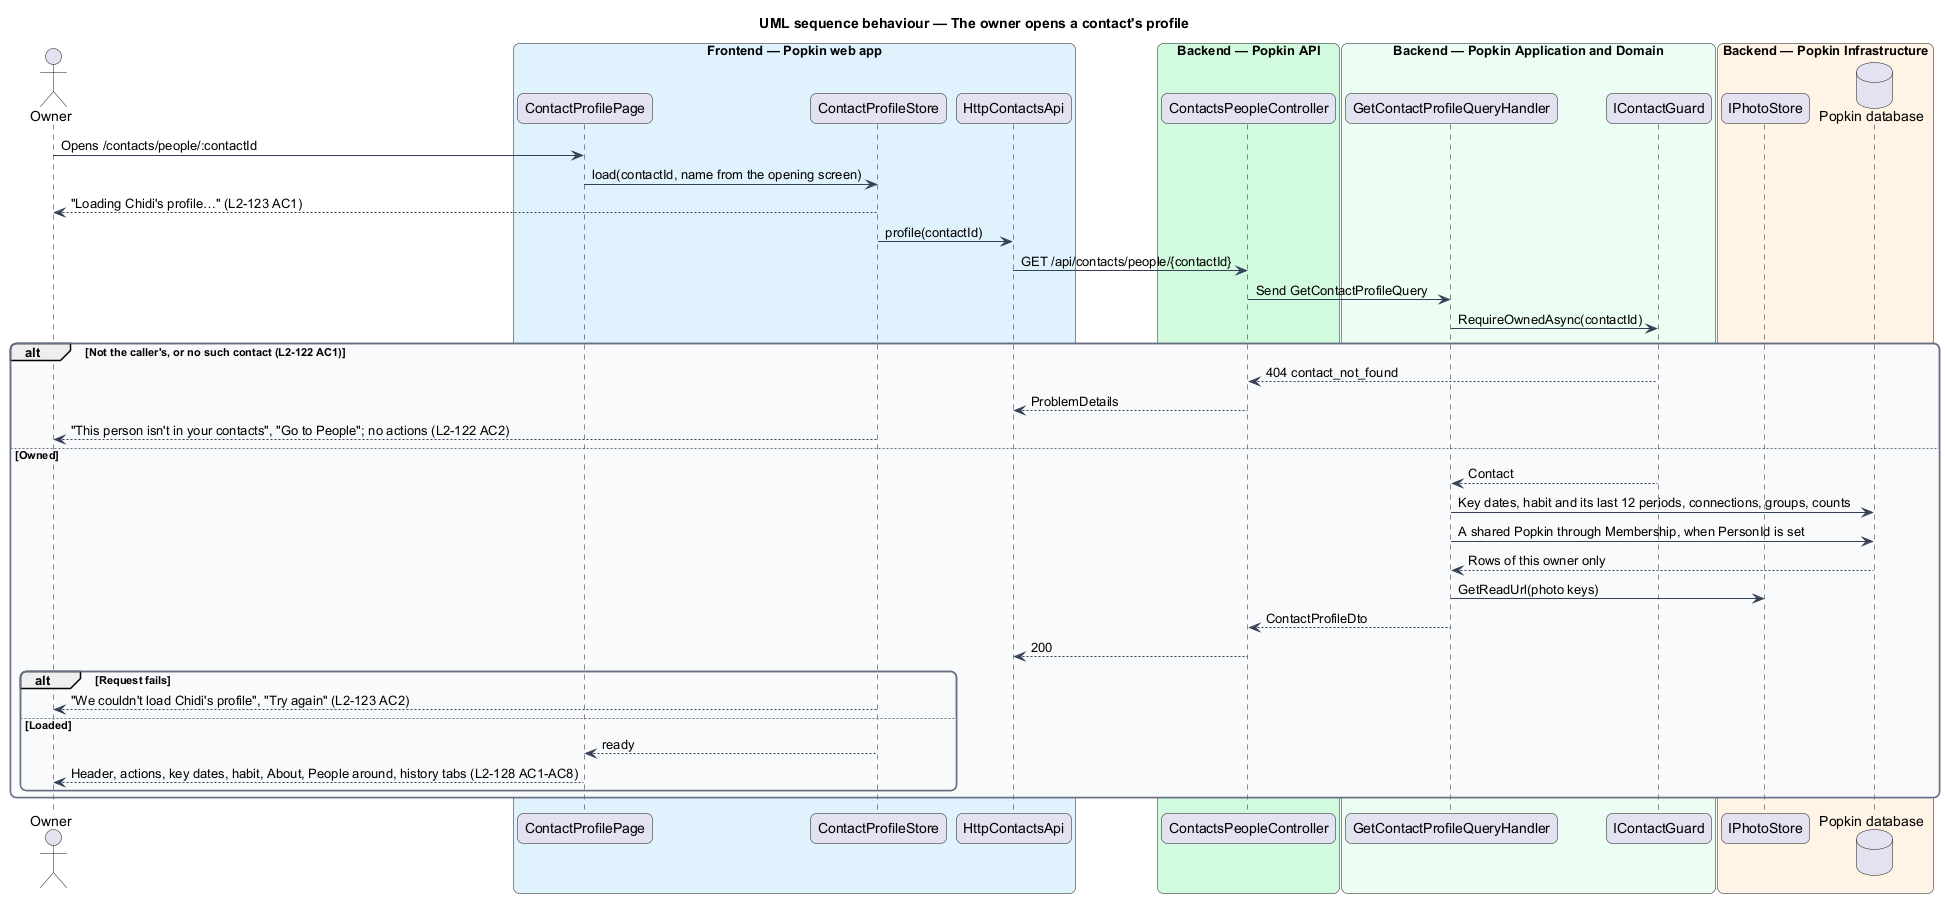 UML sequence behaviour — The owner opens a contact's profile
Frontend — Popkin web app
Backend — Popkin API
Backend — Popkin Application and Domain
Backend — Popkin Infrastructure
Owner
ContactProfilePage
ContactProfileStore
HttpContactsApi
ContactsPeopleController
GetContactProfileQueryHandler
IContactGuard
IPhotoStore
Popkin database
Opens /contacts/people/:contactId
load(contactId, name from the opening screen)
"Loading Chidi's profile…" (L2-123 AC1)
profile(contactId)
GET /api/contacts/people/{contactId}
Send GetContactProfileQuery
RequireOwnedAsync(contactId)
alt
[Not the caller's, or no such contact (L2-122 AC1)]
404 contact_not_found
ProblemDetails
"This person isn't in your contacts", "Go to People"; no actions (L2-122 AC2)
[Owned]
Contact
Key dates, habit and its last 12 periods, connections, groups, counts
A shared Popkin through Membership, when PersonId is set
Rows of this owner only
GetReadUrl(photo keys)
ContactProfileDto
200
alt
[Request fails]
"We couldn't load Chidi's profile", "Try again" (L2-123 AC2)
[Loaded]
ready
Header, actions, key dates, habit, About, People around, history tabs (L2-128 AC1-AC8)
Owner
ContactProfilePage
ContactProfileStore
HttpContactsApi
ContactsPeopleController
GetContactProfileQueryHandler
IContactGuard
IPhotoStore
Popkin database